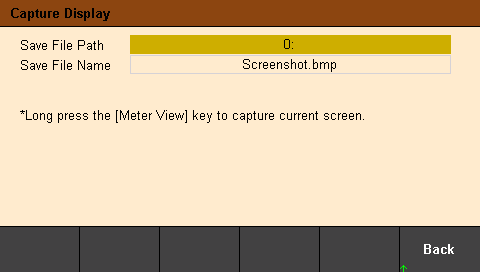 Capture Display
Save File Path 0:
Save File Name Screenshot.bmp
*Long press the [Meter View] key to capture current screen.
Back